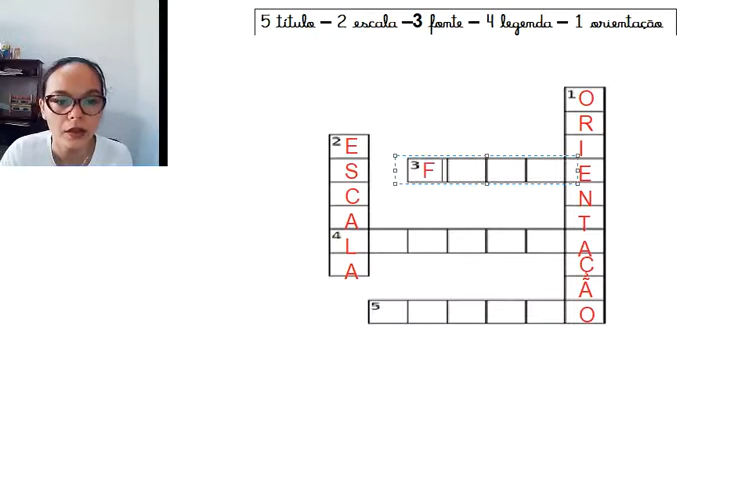 5 título – 2 escala – 3 fonte – 4 legenda – 1 orientação
1 O
R
2 E I
S 3 F E
C N
A T
4 L A
A Ç
Ã
5 O